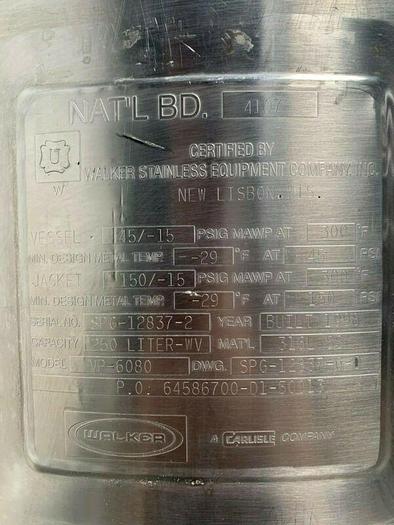 NAT'L BD.
U
W
CERTIFIED BY
WALKER STAINLESS EQUIPMENT COMPANY, INC.
NEW LISBON, WIS
VESSEL 45/-15 PSIG MAWP AT 300 °F
MIN. DESIGN METAL TEMP. -29 °F AT 45 PSI
JACKET 150/-15 PSIG MAWP AT °F
MIN. DESIGN METAL TEMP. -29 °F AT PSI
SERIAL NO. SPG-12837-2 YEAR BUILT
CAPACITY 250 LITER-WV MAT'L 316L
MODEL VP-6080 DWG.
P.O. 64586700-01-
WALKER
A CARLISLE COMPANY